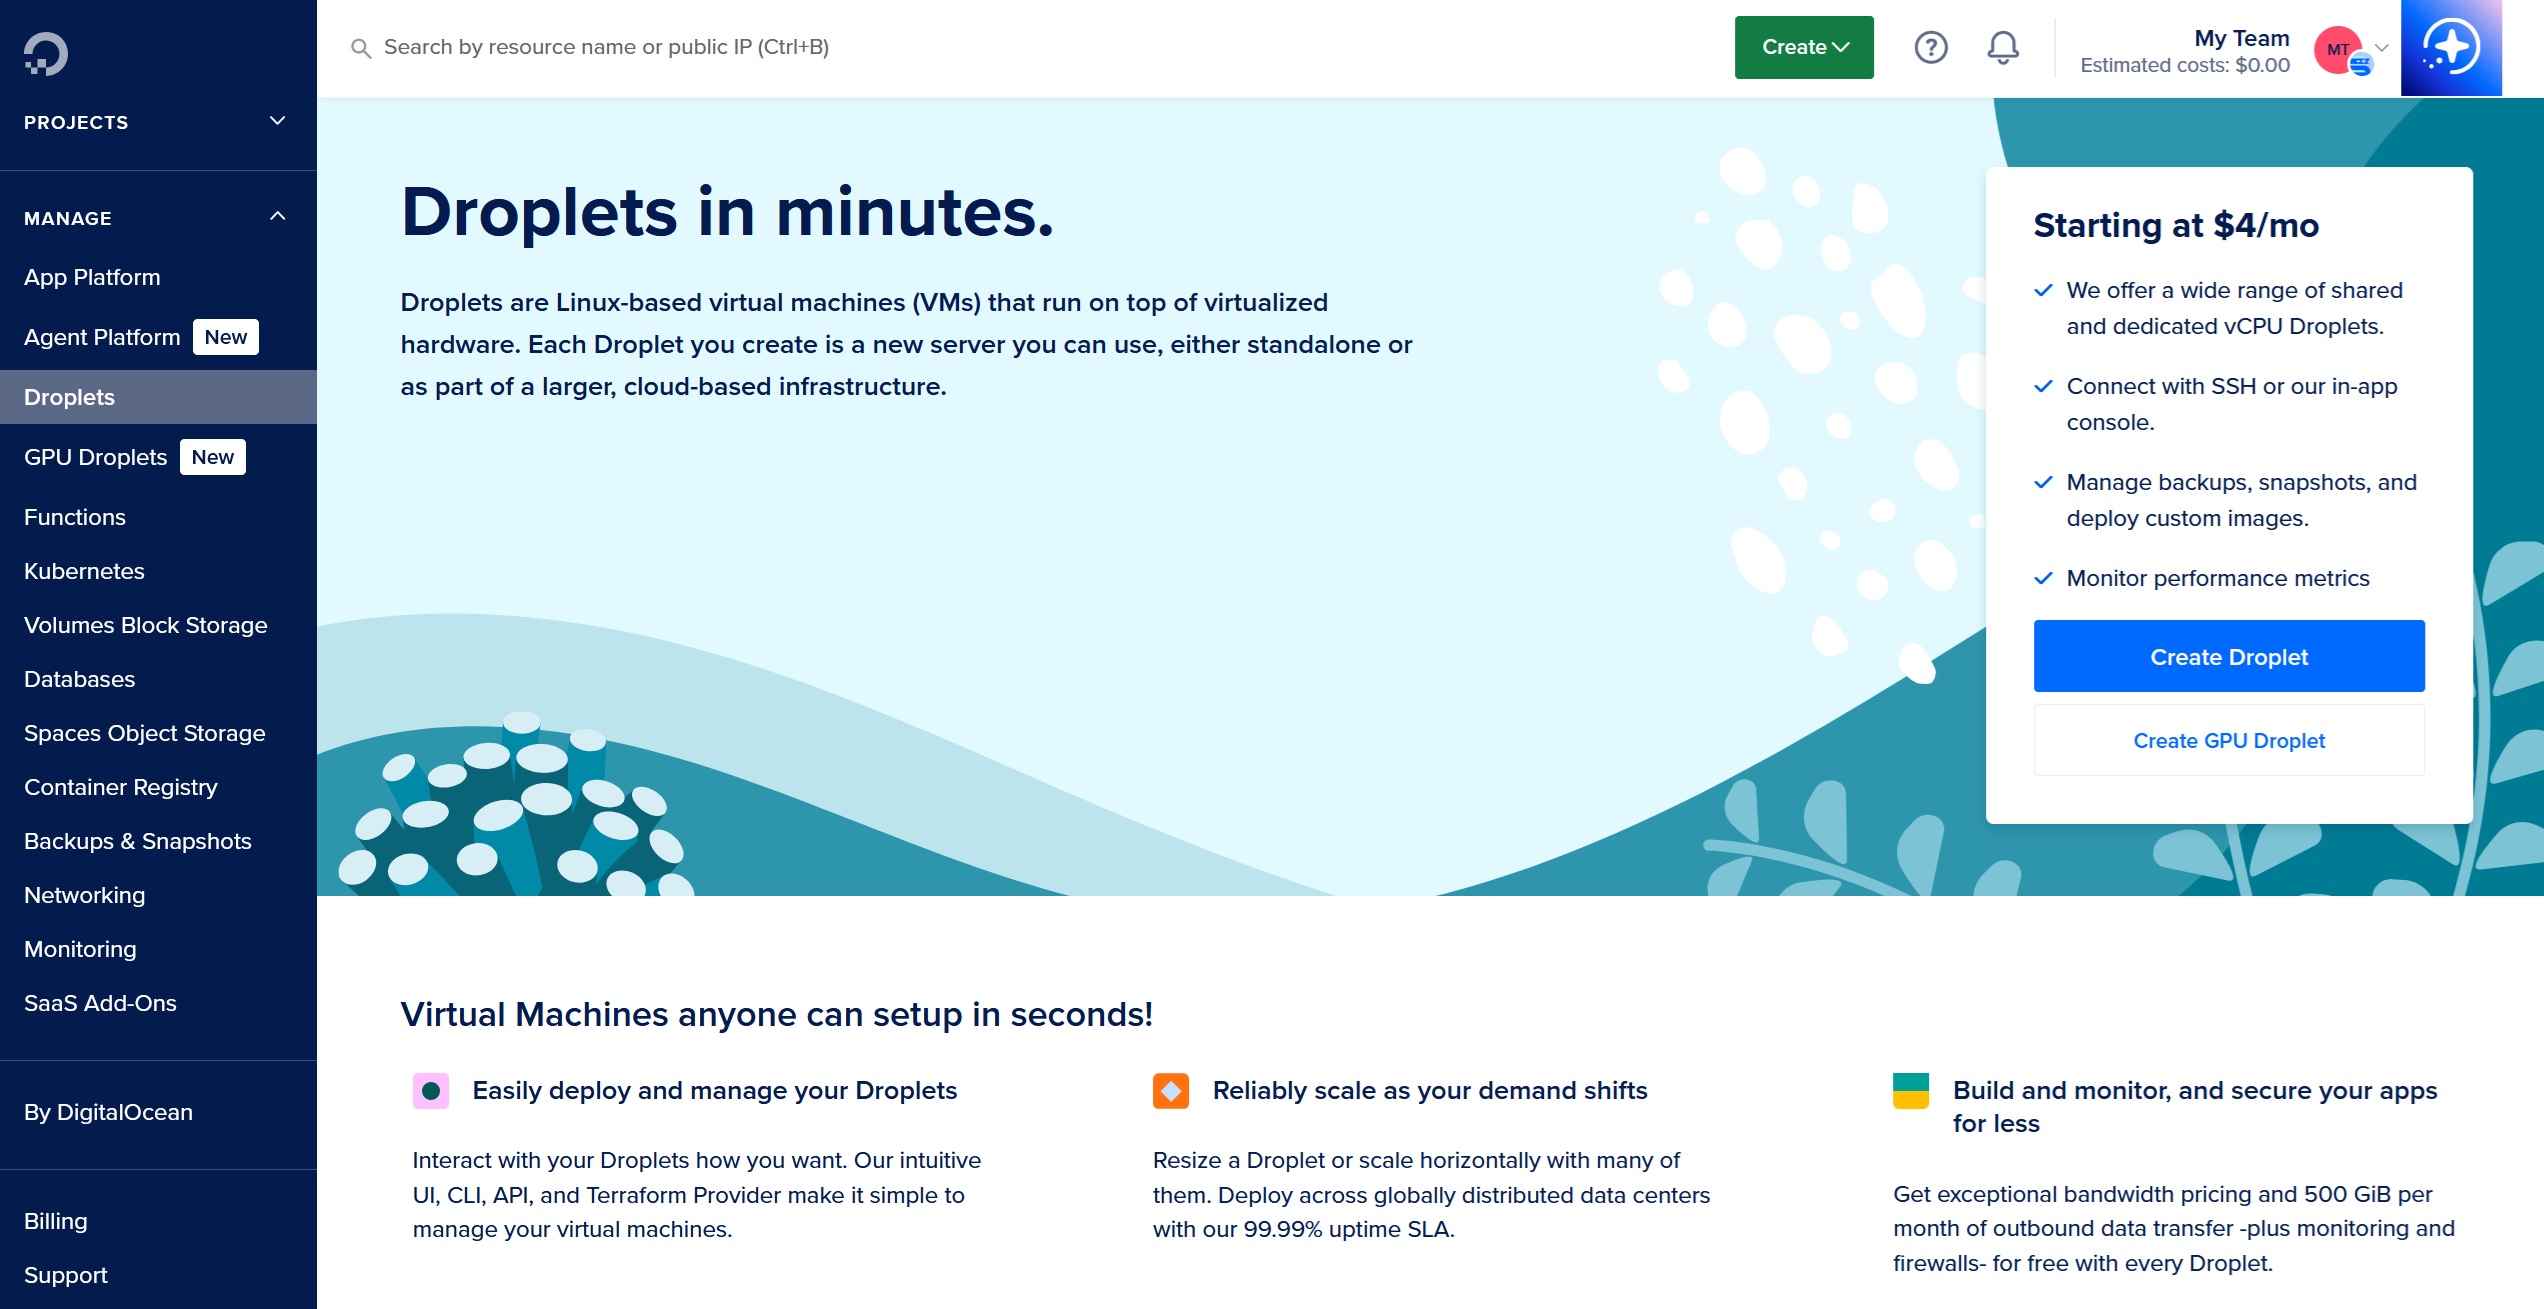 Search by resource name or public IP (Ctrl+B)
Create
My Team
Estimated costs: $0.00
MT
PROJECTS
MANAGE
App Platform
Agent Platform New
Droplets
GPU Droplets New
Functions
Kubernetes
Volumes Block Storage
Databases
Spaces Object Storage
Container Registry
Backups & Snapshots
Networking
Monitoring
SaaS Add-Ons
By DigitalOcean
Billing
Support
Droplets in minutes.
Droplets are Linux-based virtual machines (VMs) that run on top of virtualized
hardware. Each Droplet you create is a new server you can use, either standalone or
as part of a larger, cloud-based infrastructure.
Starting at $4/mo
We offer a wide range of shared
and dedicated vCPU Droplets.
Connect with SSH or our in-app
console.
Manage backups, snapshots, and
deploy custom images.
Monitor performance metrics
Create Droplet
Create GPU Droplet
Virtual Machines anyone can setup in seconds!
Easily deploy and manage your Droplets
Interact with your Droplets how you want. Our intuitive
UI, CLI, API, and Terraform Provider make it simple to
manage your virtual machines.
Reliably scale as your demand shifts
Resize a Droplet or scale horizontally with many of
them. Deploy across globally distributed data centers
with our 99.99% uptime SLA.
Build and monitor, and secure your apps
for less
Get exceptional bandwidth pricing and 500 GiB per
month of outbound data transfer -plus monitoring and
firewalls- for free with every Droplet.